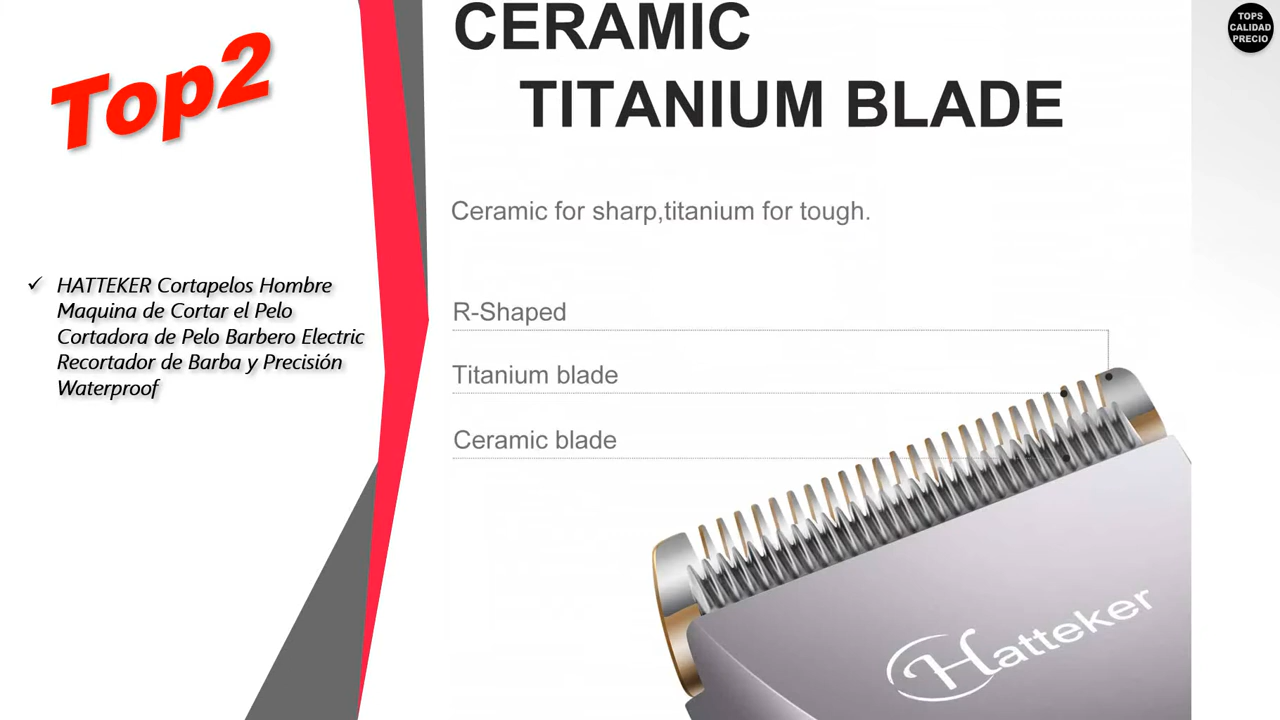 Top2
HATTEKER Cortapelos Hombre
Maquina de Cortar el Pelo
Cortadora de Pelo Barbero Electric
Recortador de Barba y Precisión
Waterproof
CERAMIC
TITANIUM BLADE
Ceramic for sharp,titanium for tough.
R-Shaped
Titanium blade
Ceramic blade
Hatteker
TOPS
CALIDAD
PRECIO